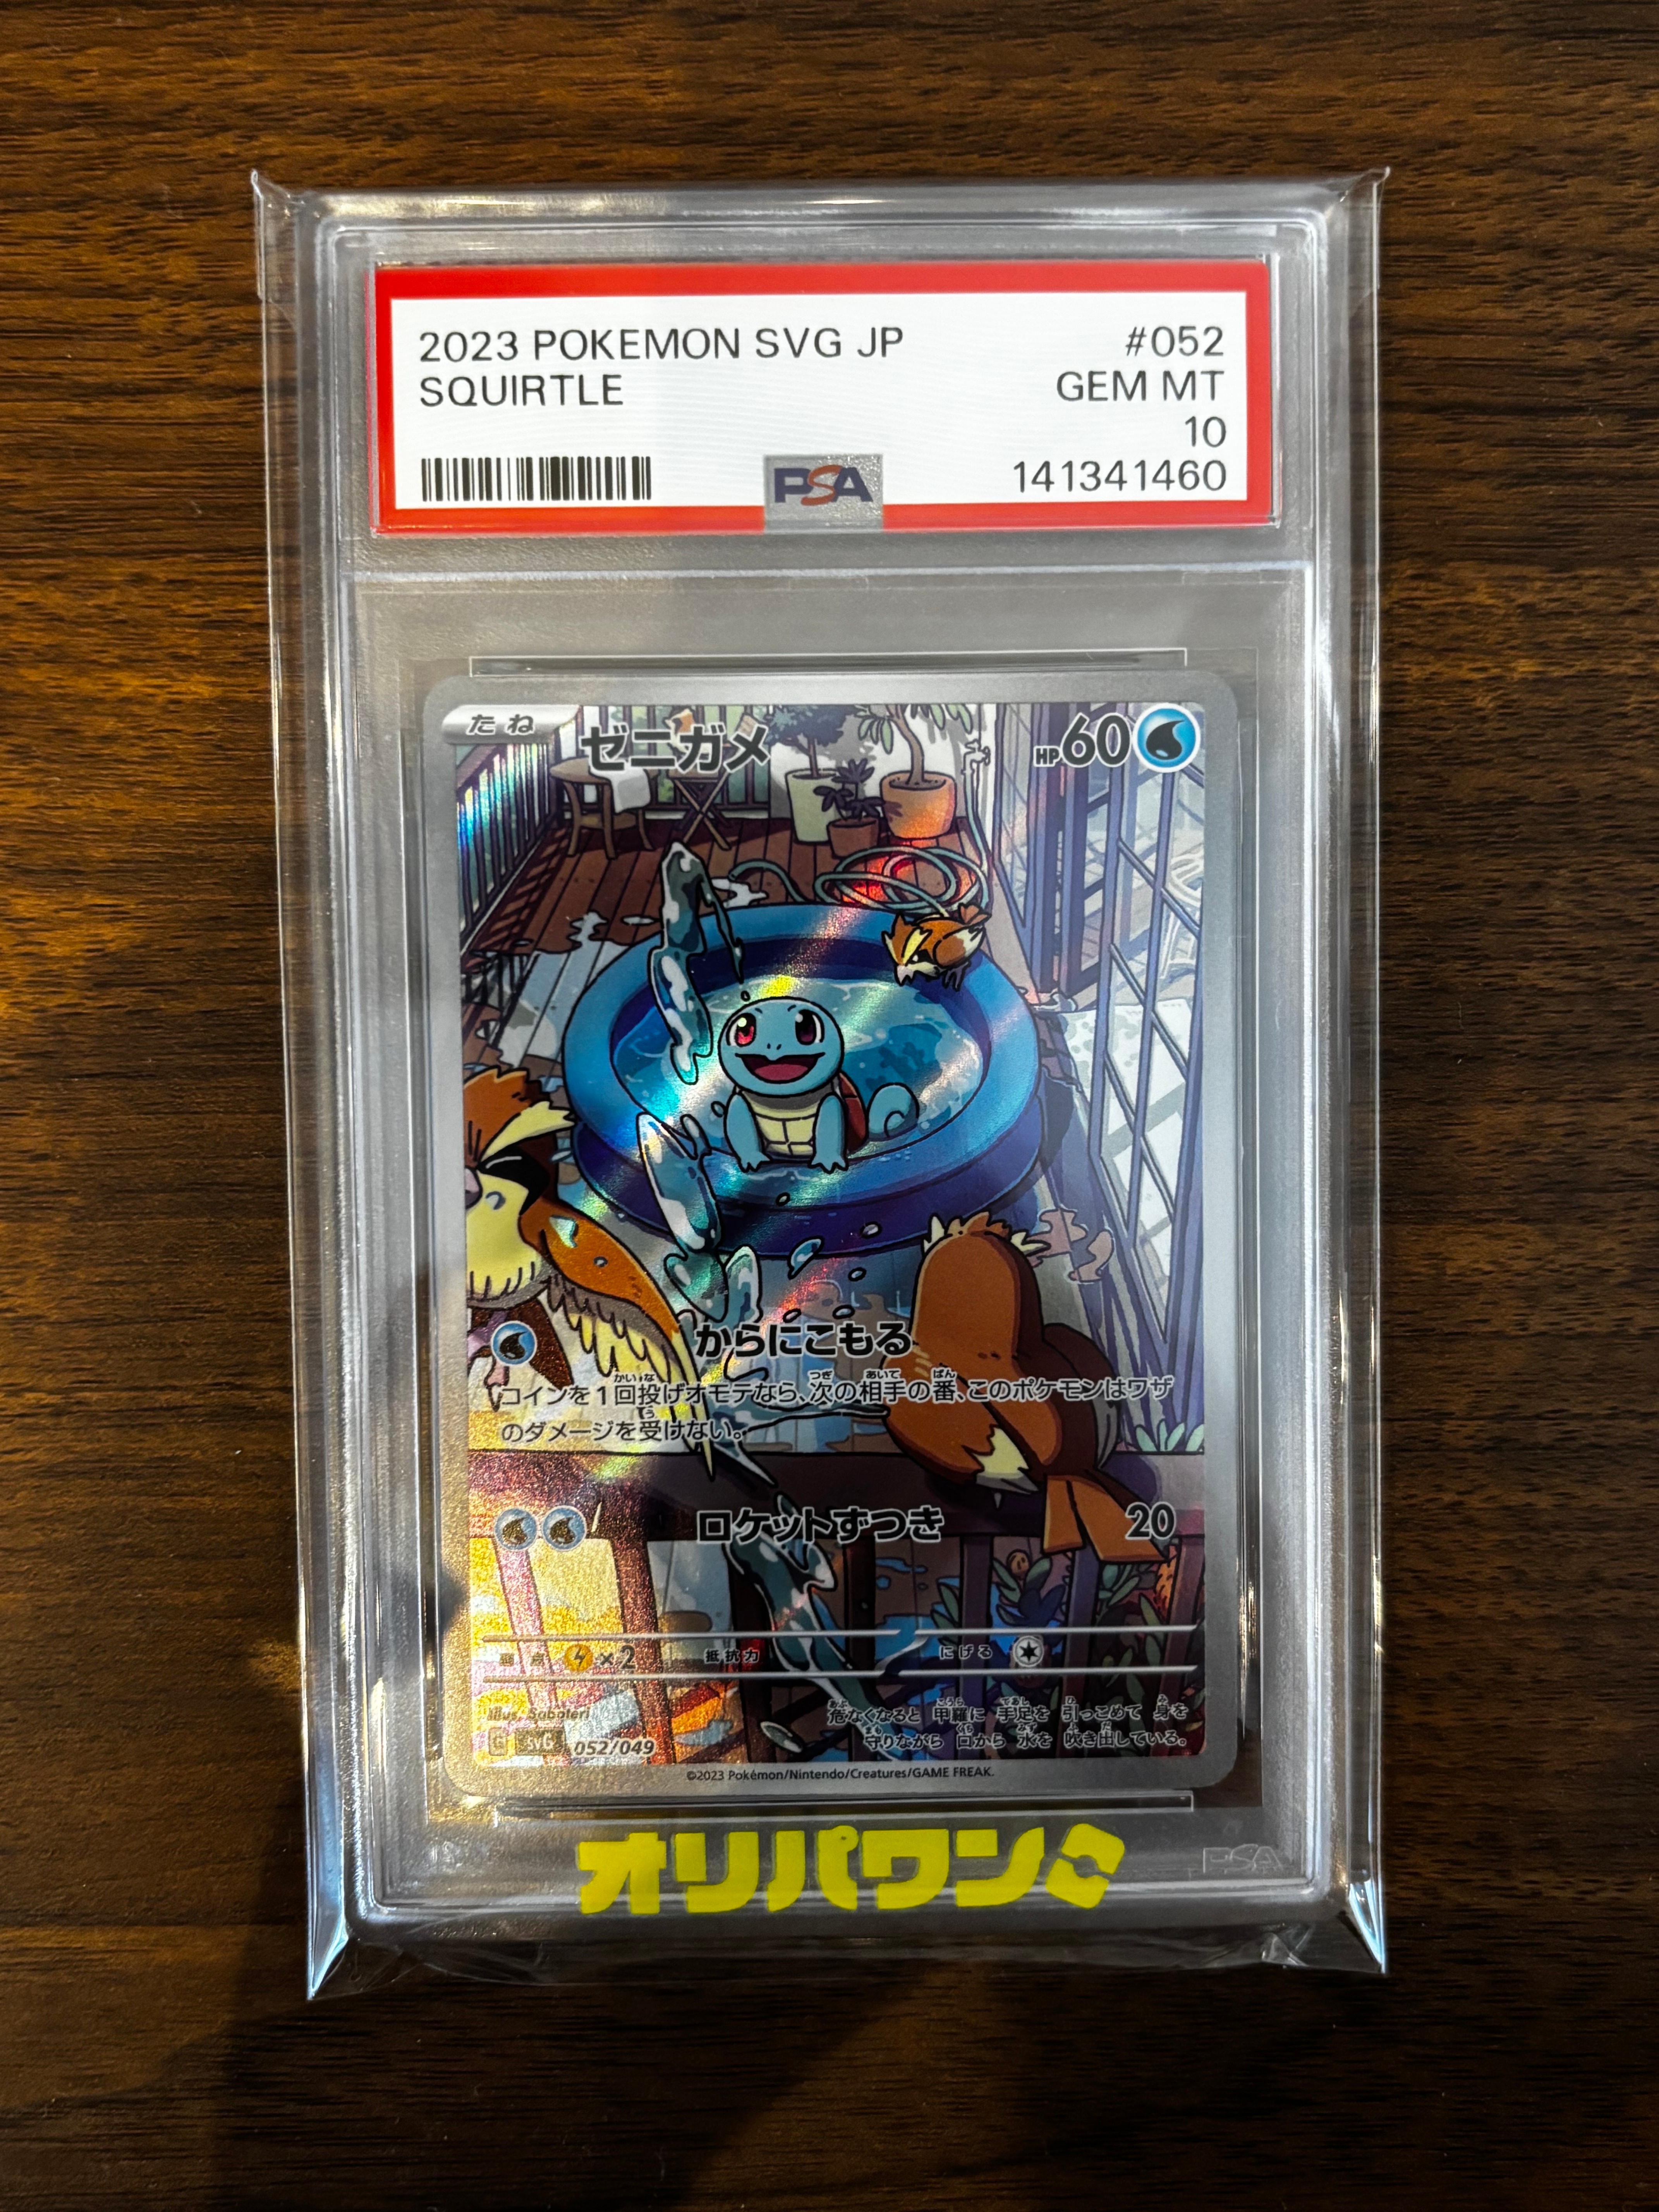 2023 POKEMON SVG JP #052
SQUIRTLE GEM MT
10
PSA 141341460
たね ゼニガメ HP60
からにこもる
コインを1回投げオモテなら、次の相手の番、このポケモンはワザ
のダメージを受けない。
ロケットずつき 20
弱点 ×2 抵抗力 にげる
Illus. Saboteri
危なくなると 甲羅に 手足を 引っこめて 身を
守りながら 口から 水を 吹き出している。
G svG 052/049
©2023 Pokémon/Nintendo/Creatures/GAME FREAK.
オリパワン
PSA